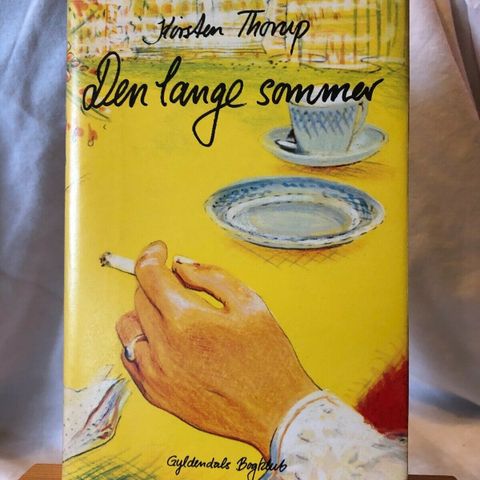 Kirsten Thorup
Den lange sommer
Gyldendals Bogklub